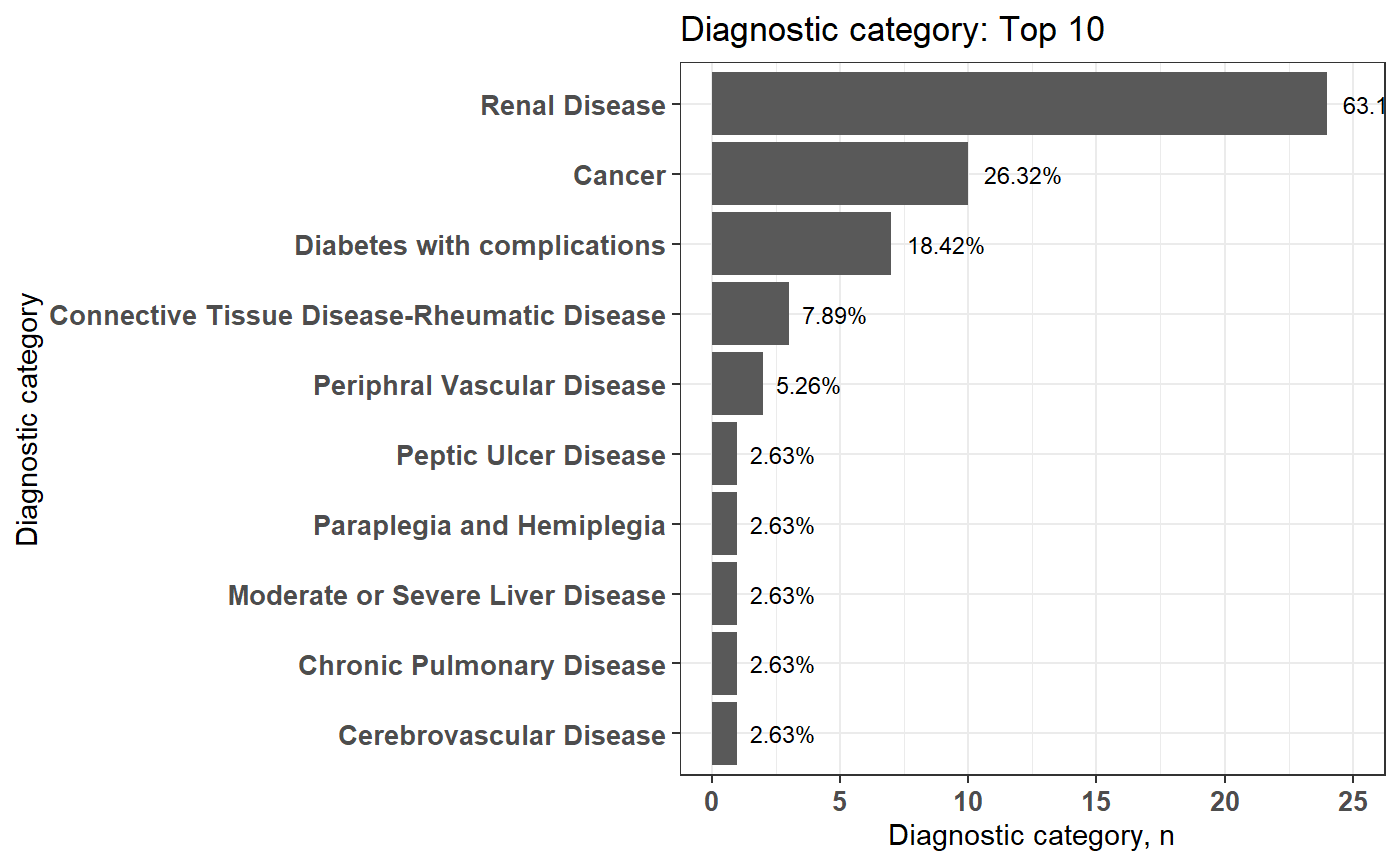 Diagnostic category: Top 10
Diagnostic category
Renal Disease
63.1
Cancer
26.32%
Diabetes with complications
18.42%
Connective Tissue Disease-Rheumatic Disease
7.89%
Periphral Vascular Disease
5.26%
Peptic Ulcer Disease
2.63%
Paraplegia and Hemiplegia
2.63%
Moderate or Severe Liver Disease
2.63%
Chronic Pulmonary Disease
2.63%
Cerebrovascular Disease
2.63%
0 5 10 15 20 25
Diagnostic category, n